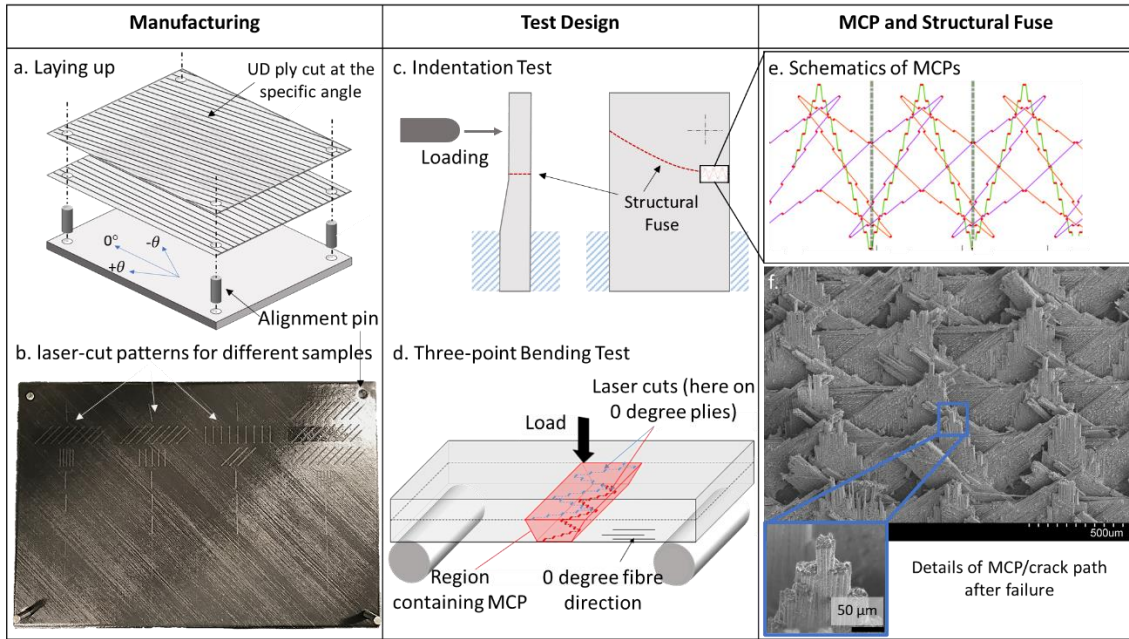 Manufacturing
Test Design
MCP and Structural Fuse
a. Laying up
UD ply cut at the
specific angle
0°
-θ
+θ
Alignment pin
b. laser-cut patterns for different samples
c. Indentation Test
Loading
Structural
Fuse
d. Three-point Bending Test
Laser cuts (here on
0 degree plies)
Load
Region
containing MCP
0 degree fibre
direction
e. Schematics of MCPs
f.
500um
50 µm
Details of MCP/crack path
after failure